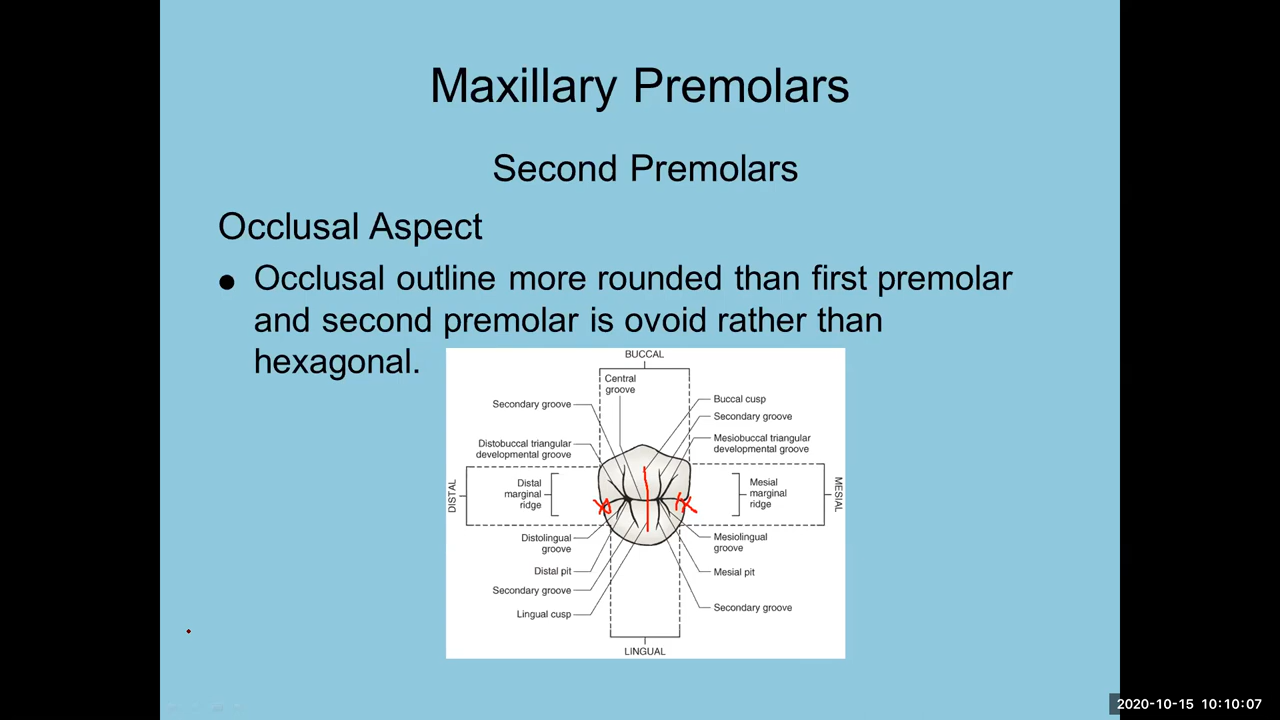 Maxillary Premolars
Second Premolars
Occlusal Aspect
● Occlusal outline more rounded than first premolar
and second premolar is ovoid rather than
hexagonal.
BUCCAL
Central
groove
Secondary groove
Buccal cusp
Secondary groove
Distobuccal triangular
developmental groove
Mesiobuccal triangular
developmental groove
DISTAL
Distal
marginal
ridge
Mesial
marginal
ridge
MESIAL
Distolingual
groove
Mesiolingual
groove
Distal pit
Mesial pit
Secondary groove
Secondary groove
Lingual cusp
LINGUAL
2020-10-15 10:10:07